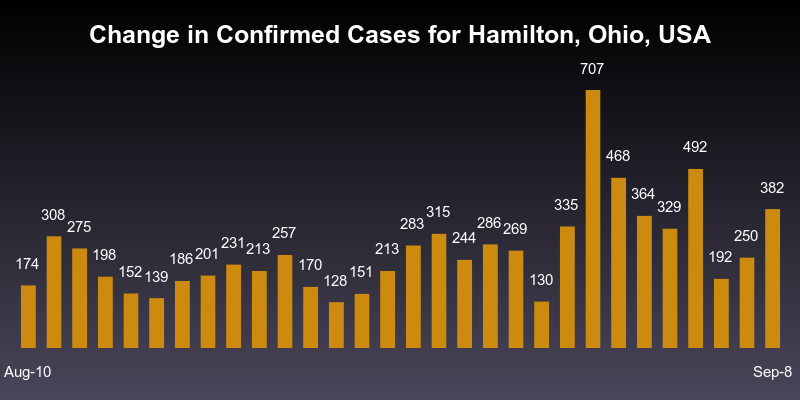 Change in Confirmed Cases for Hamilton, Ohio, USA
174 308 275 198 152 139 186 201 231 213 257 170 128 151 213 283 315 244 286 269 130 335 707 468 364 329 492 192 250 382
Aug-10 Sep-8